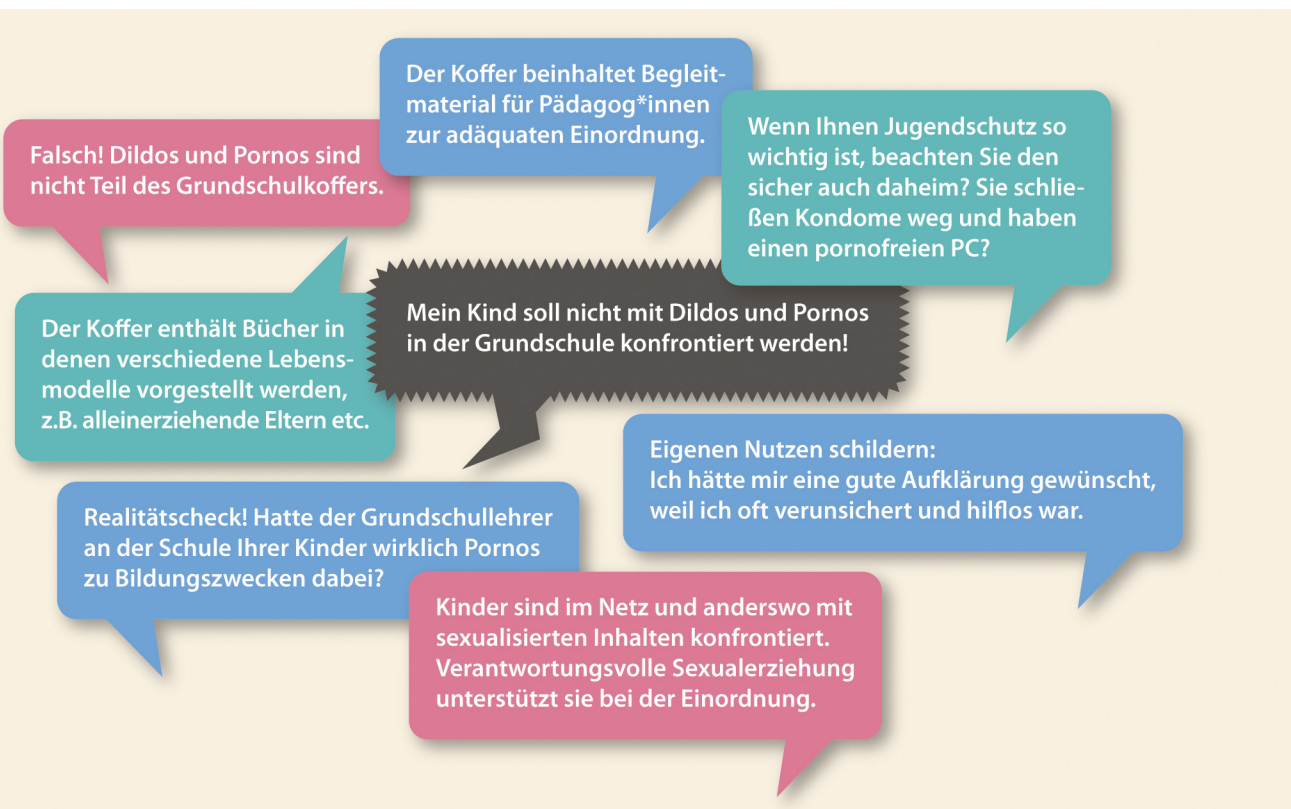 Der Koffer beinhaltet Begleit-
material für Pädagog*innen
zur adäquaten Einordnung.
Falsch! Dildos und Pornos sind
nicht Teil des Grundschulkoffers.
Wenn Ihnen Jugendschutz so
wichtig ist, beachten Sie den
sicher auch daheim? Sie schlie-
ßen Kondome weg und haben
einen pornofreien PC?
Der Koffer enthält Bücher in
denen verschiedene Lebens-
modelle vorgestellt werden,
z.B. alleinerziehende Eltern etc.
Mein Kind soll nicht mit Dildos und Pornos
in der Grundschule konfrontiert werden!
Eigenen Nutzen schildern:
Ich hätte mir eine gute Aufklärung gewünscht,
weil ich oft verunsichert und hilflos war.
Realitätscheck! Hatte der Grundschullehrer
an der Schule Ihrer Kinder wirklich Pornos
zu Bildungszwecken dabei?
Kinder sind im Netz und anderswo mit
sexualisierten Inhalten konfrontiert.
Verantwortungsvolle Sexualerziehung
unterstützt sie bei der Einordnung.